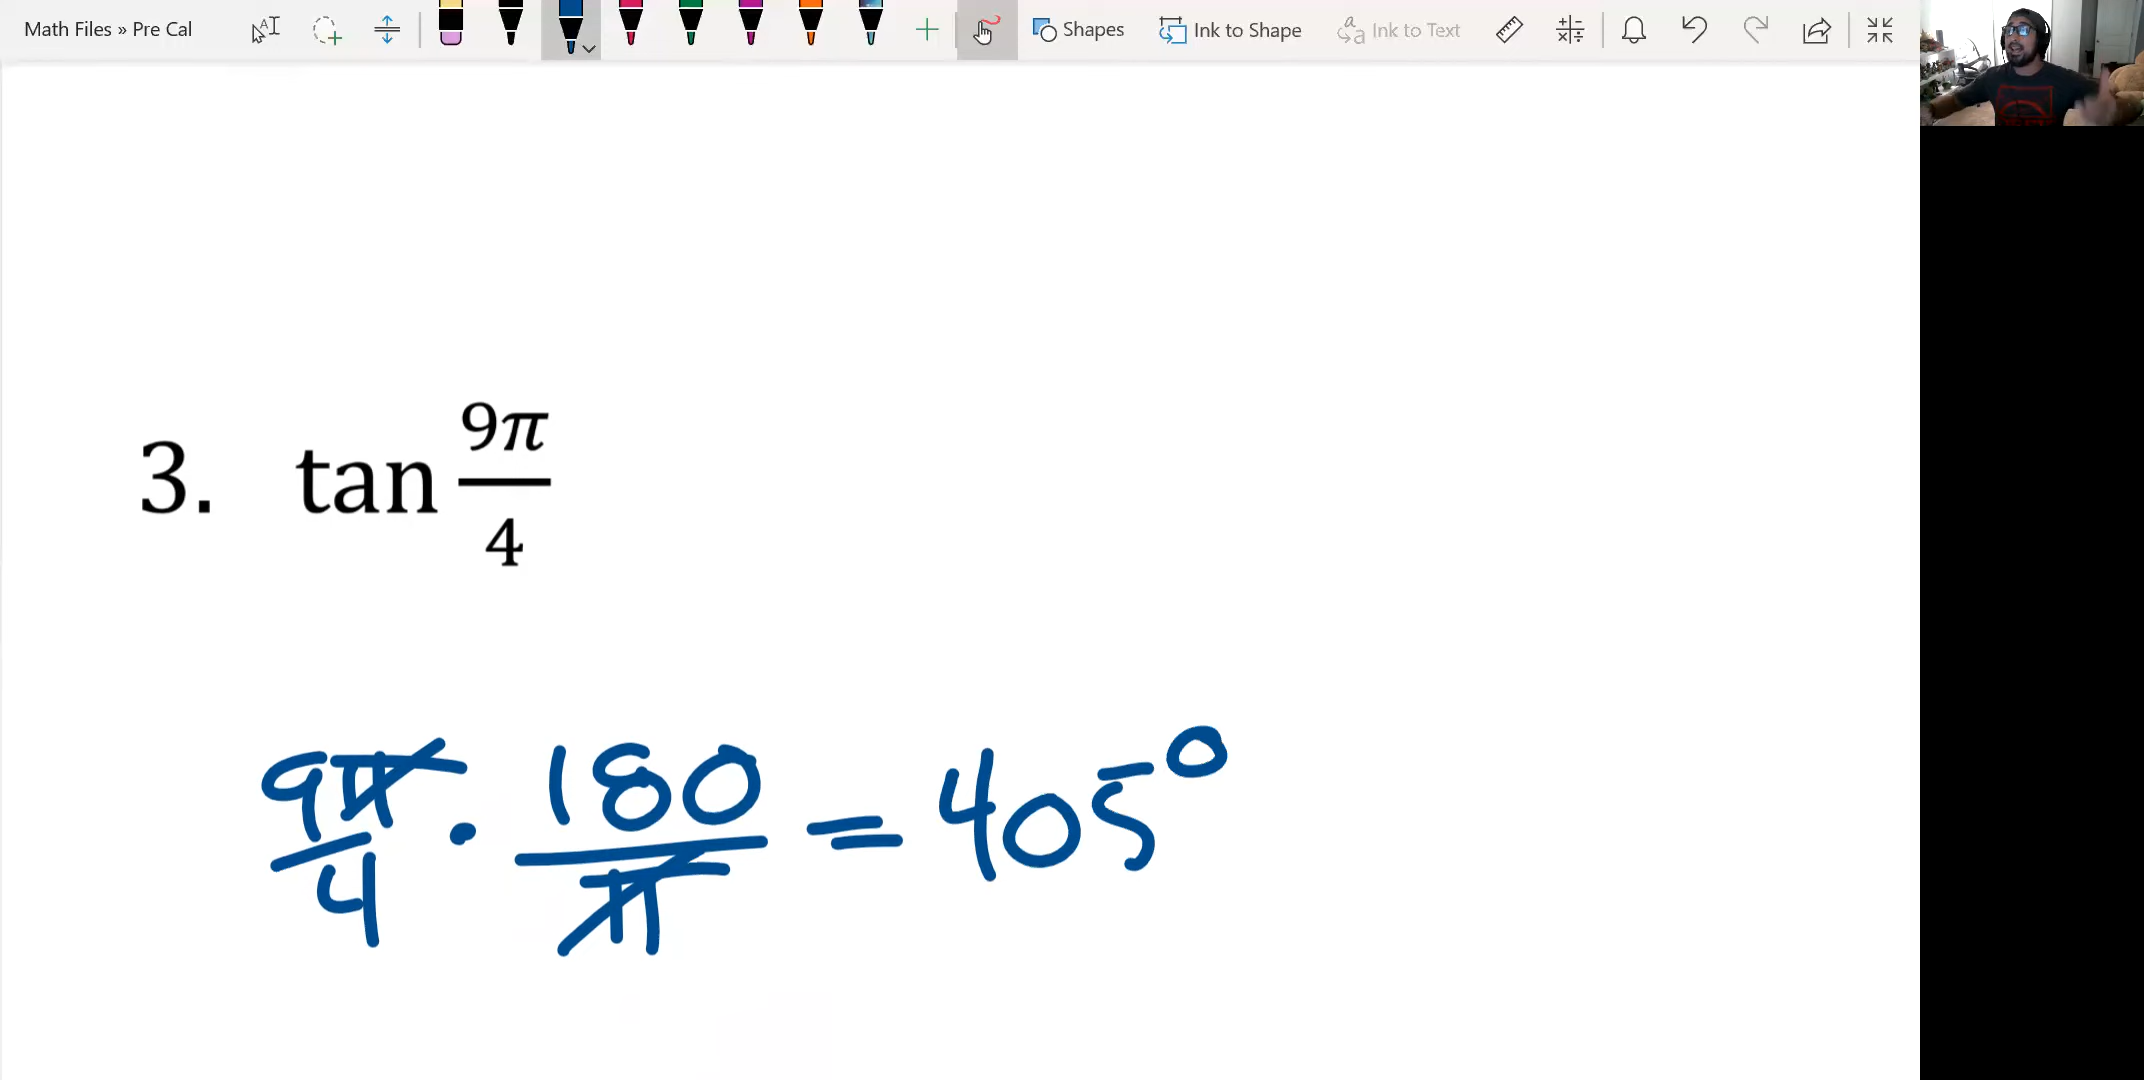 Math Files » Pre Cal
Shapes
Ink to Shape
Ink to Text
3. tan 9π/4
9π/4 · 180/π = 405°